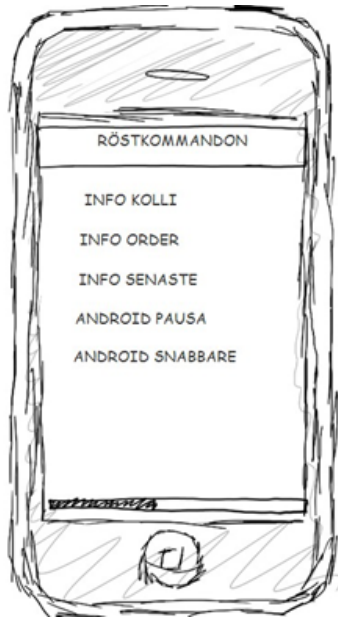 RÖSTKOMMANDON
INFO KOLLI
INFO ORDER
INFO SENASTE
ANDROID PAUSA
ANDROID SNABBARE